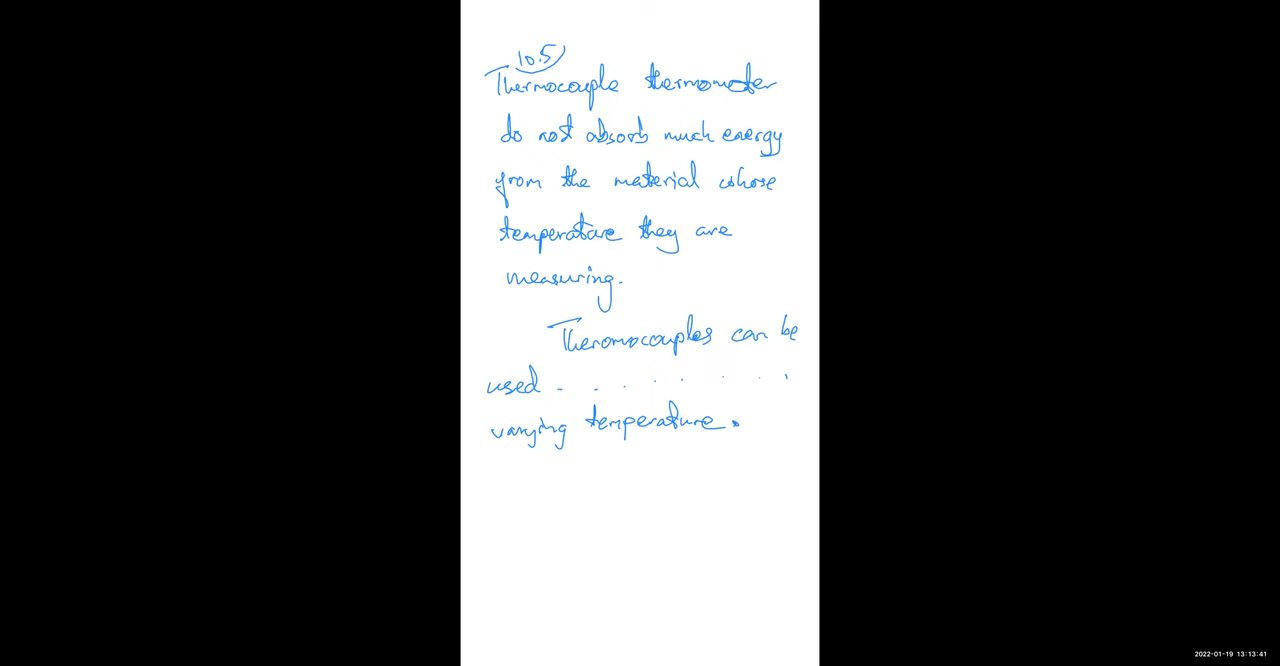 10.5)
Thermocouple thermometer
do not absorb much energy
from the material whose
temperature they are
measuring.
Theromocouples can be
used . . . . . . .
varying temperature.
2022-01-19 13:13:41